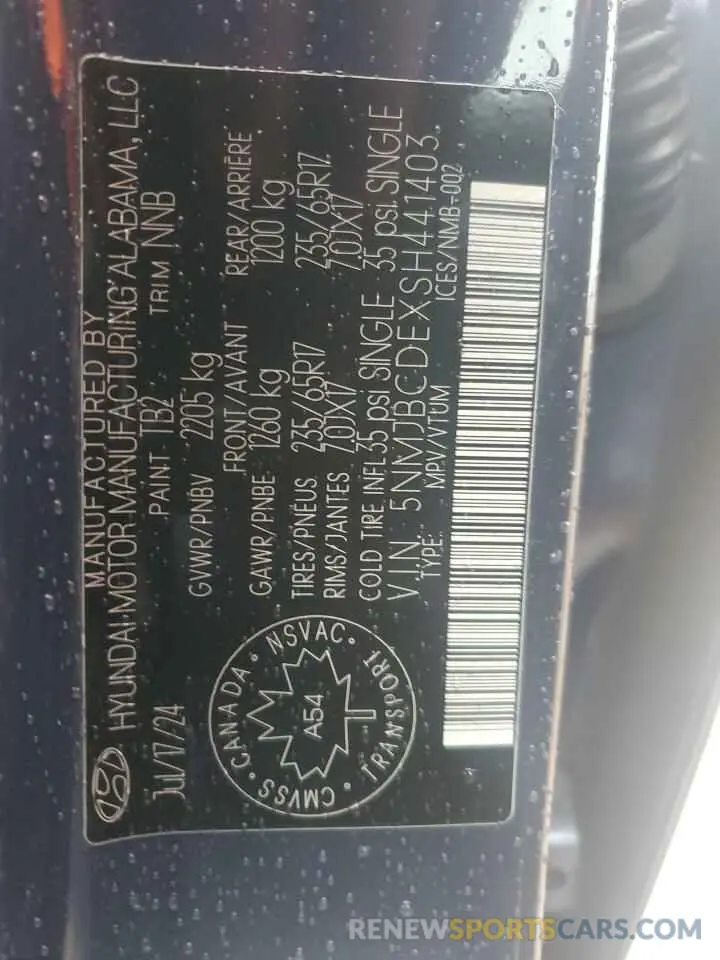 MANUFACTURED BY
HYUNDAI MOTOR MANUFACTURING ALABAMA, LLC
Jul/17/24 PAINT 1B2 TRIM NNB
GVWR/PNBV 2205 kg
FRONT/AVANT REAR/ARRIÈRE
GAWR/PNBE 1260 kg 1200 kg
TIRES/PNEUS 235/65R17 235/65R17
RIMS/JANTES 7.0JX17 7.0JX17
COLD TIRE INFL 35 psi. SINGLE 35 psi. SINGLE
VIN 5NMJBCDEXSH441403
TYPE: MPV/VTUM ICES/NMB-002
CMVSS • CANADA • NSVAC • TRANSPORT
A54
RENEWSPORTSCARS.COM